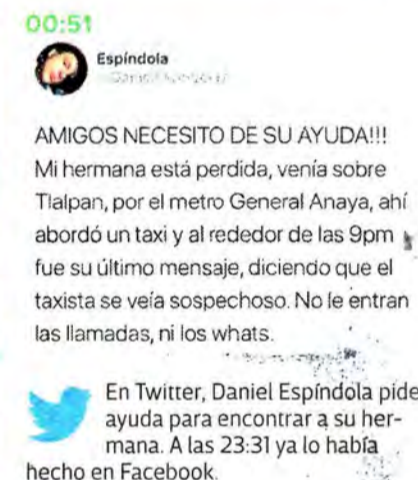 00:51
Espíndola
AMIGOS NECESITO DE SU AYUDA!!!
Mi hermana está perdida, venía sobre
Tlalpan, por el metro General Anaya, ahí
abordó un taxi y al rededor de las 9pm
fue su último mensaje, diciendo que el
taxista se veía sospechoso. No le entran
las llamadas, ni los whats.
En Twitter, Daniel Espíndola pide
ayuda para encontrar a su her-
mana. A las 23:31 ya lo había
hecho en Facebook.